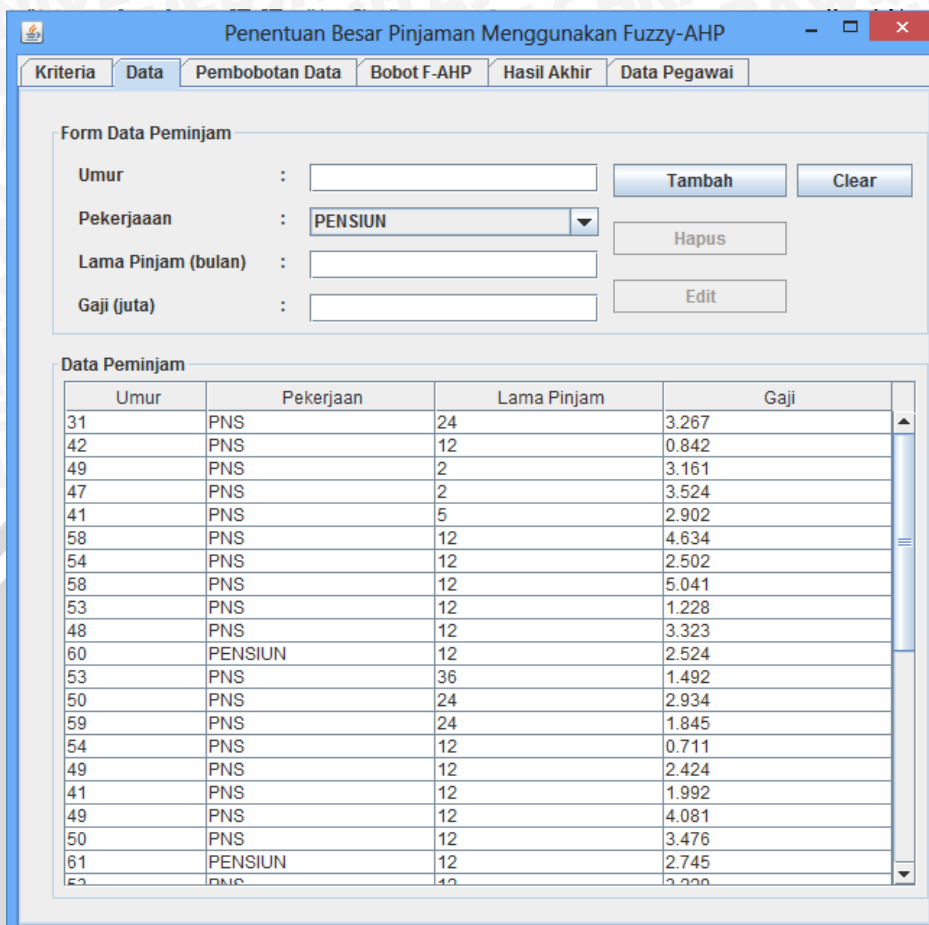 Penentuan Besar Pinjaman Menggunakan Fuzzy-AHP
Kriteria Data Pembobotan Data Bobot F-AHP Hasil Akhir Data Pegawai
Form Data Peminjam
Umur : Tambah Clear
Pekerjaaan : PENSIUN
Hapus
Lama Pinjam (bulan) :
Edit
Gaji (juta) :
Data Peminjam
Umur Pekerjaan Lama Pinjam Gaji
31 PNS 24 3.267
42 PNS 12 0.842
49 PNS 2 3.161
47 PNS 2 3.524
41 PNS 5 2.902
58 PNS 12 4.634
54 PNS 12 2.502
58 PNS 12 5.041
53 PNS 12 1.228
48 PNS 12 3.323
60 PENSIUN 12 2.524
53 PNS 36 1.492
50 PNS 24 2.934
59 PNS 24 1.845
54 PNS 12 0.711
49 PNS 12 2.424
41 PNS 12 1.992
49 PNS 12 4.081
50 PNS 12 3.476
61 PENSIUN 12 2.745
PNS 12